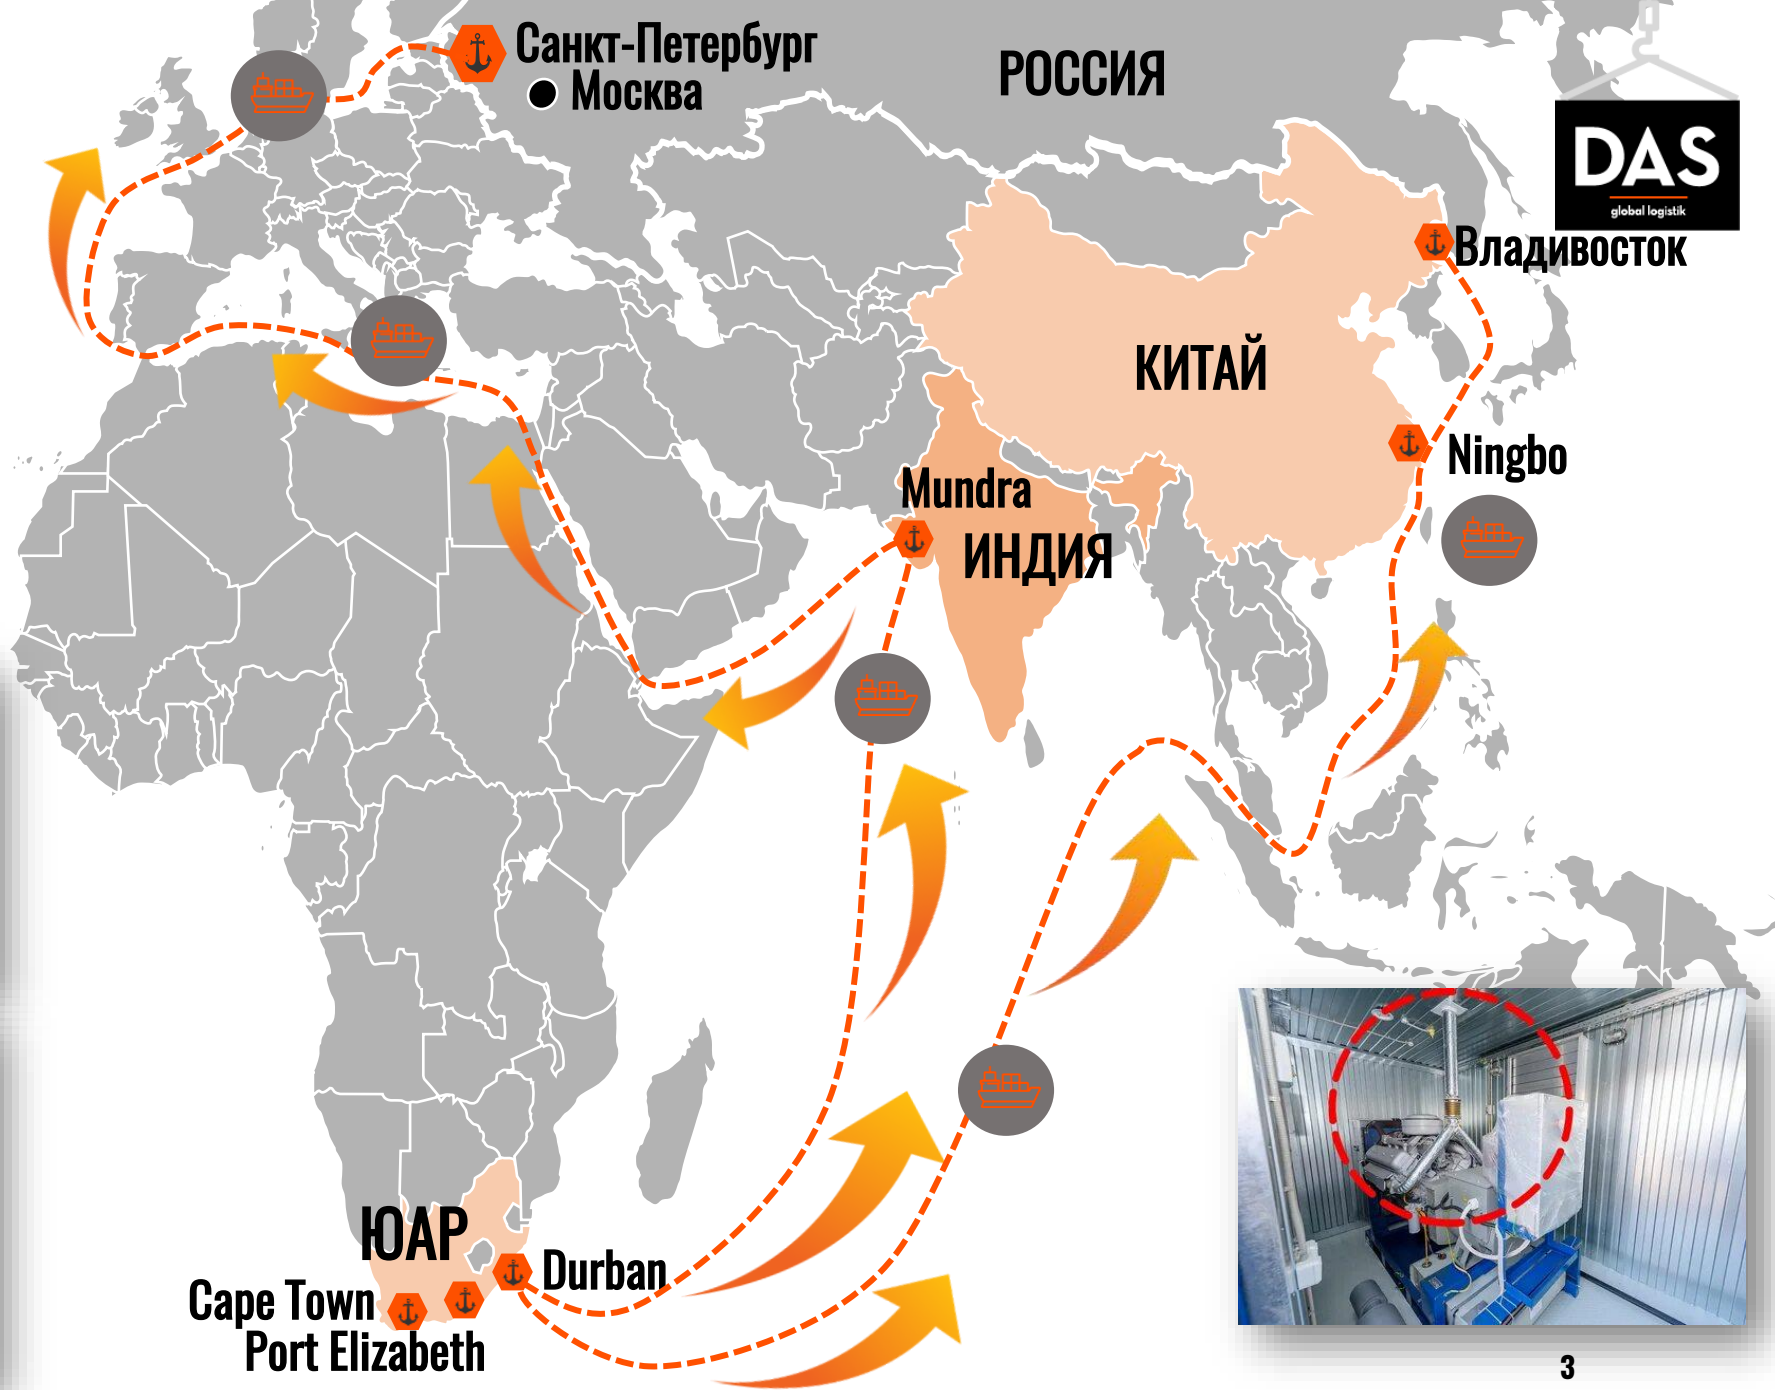 Санкт-Петербург
Москва
РОССИЯ
DAS
global logistik
Владивосток
КИТАЙ
Ningbo
Mundra
ИНДИЯ
ЮАР
Durban
Cape Town
Port Elizabeth
3